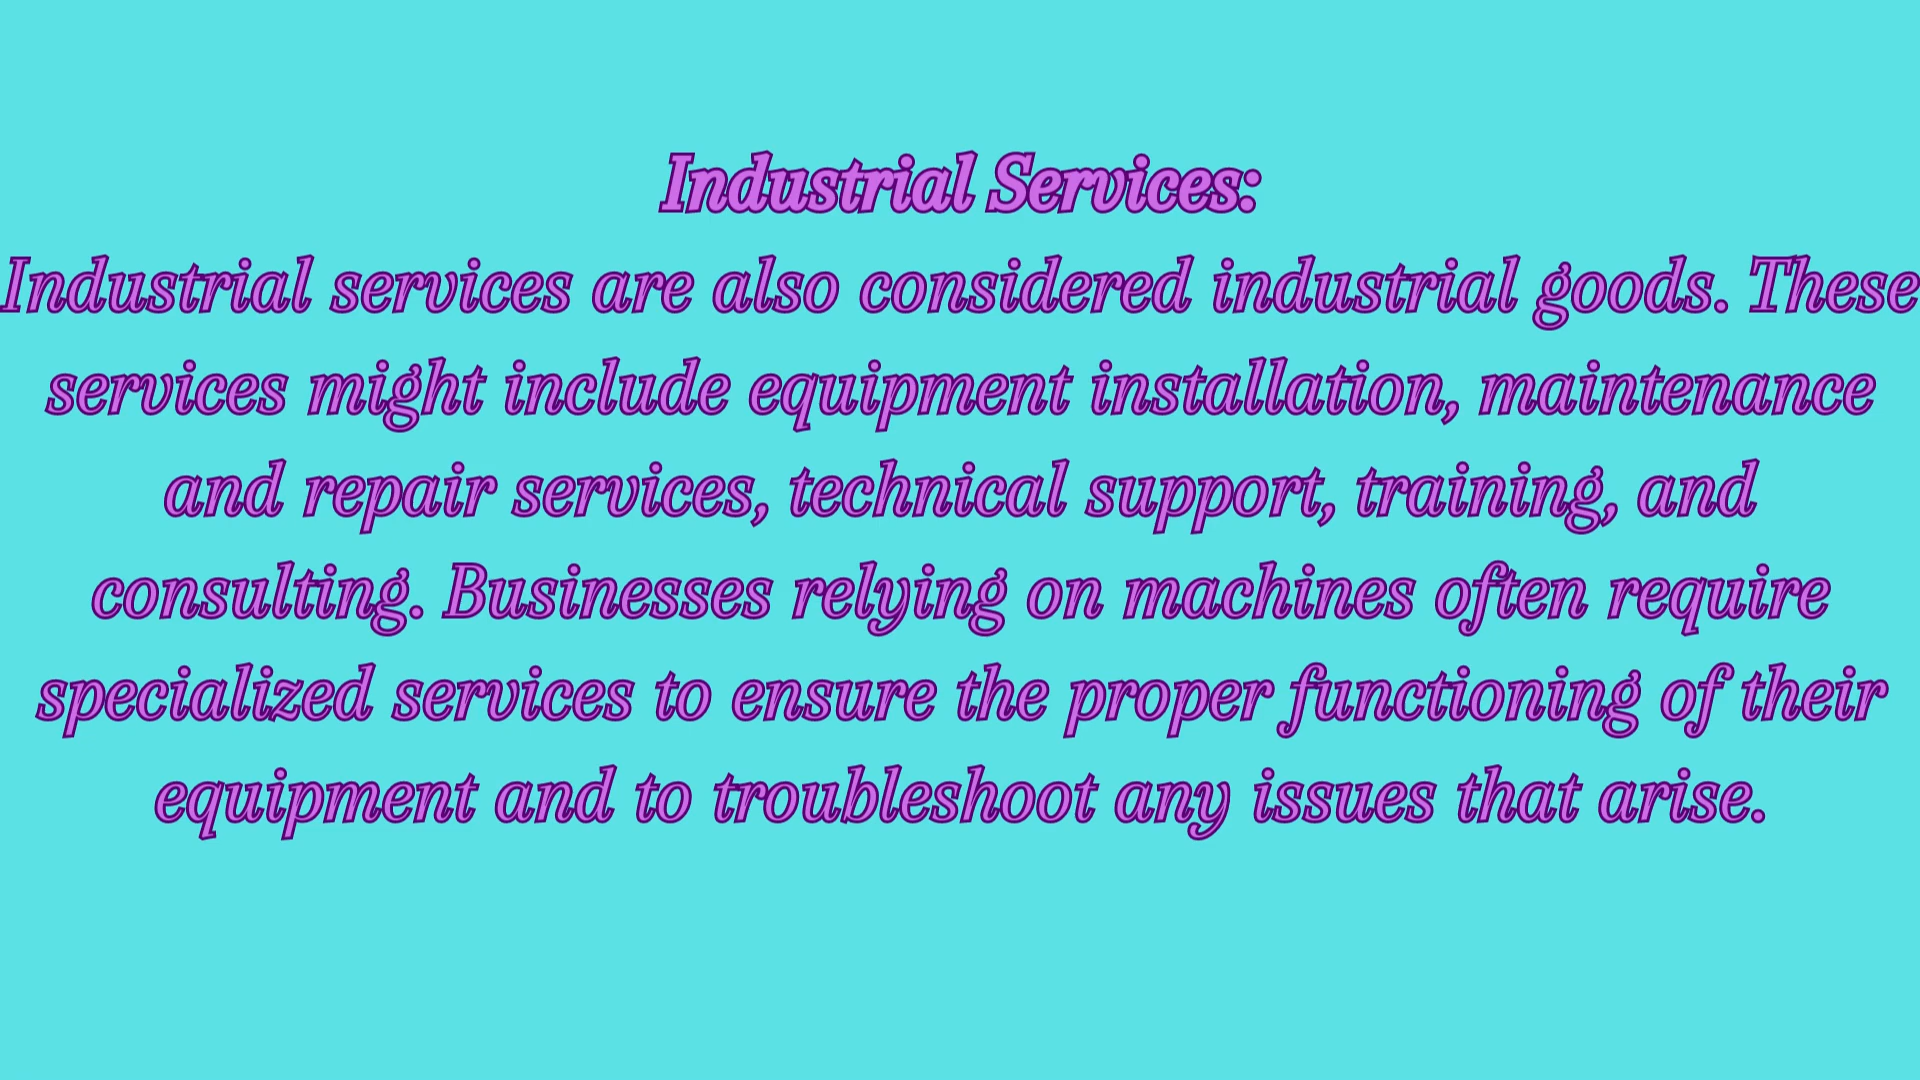 Industrial Services:
Industrial services are also considered industrial goods. These
services might include equipment installation, maintenance
and repair services, technical support, training, and
consulting. Businesses relying on machines often require
specialized services to ensure the proper functioning of their
equipment and to troubleshoot any issues that arise.